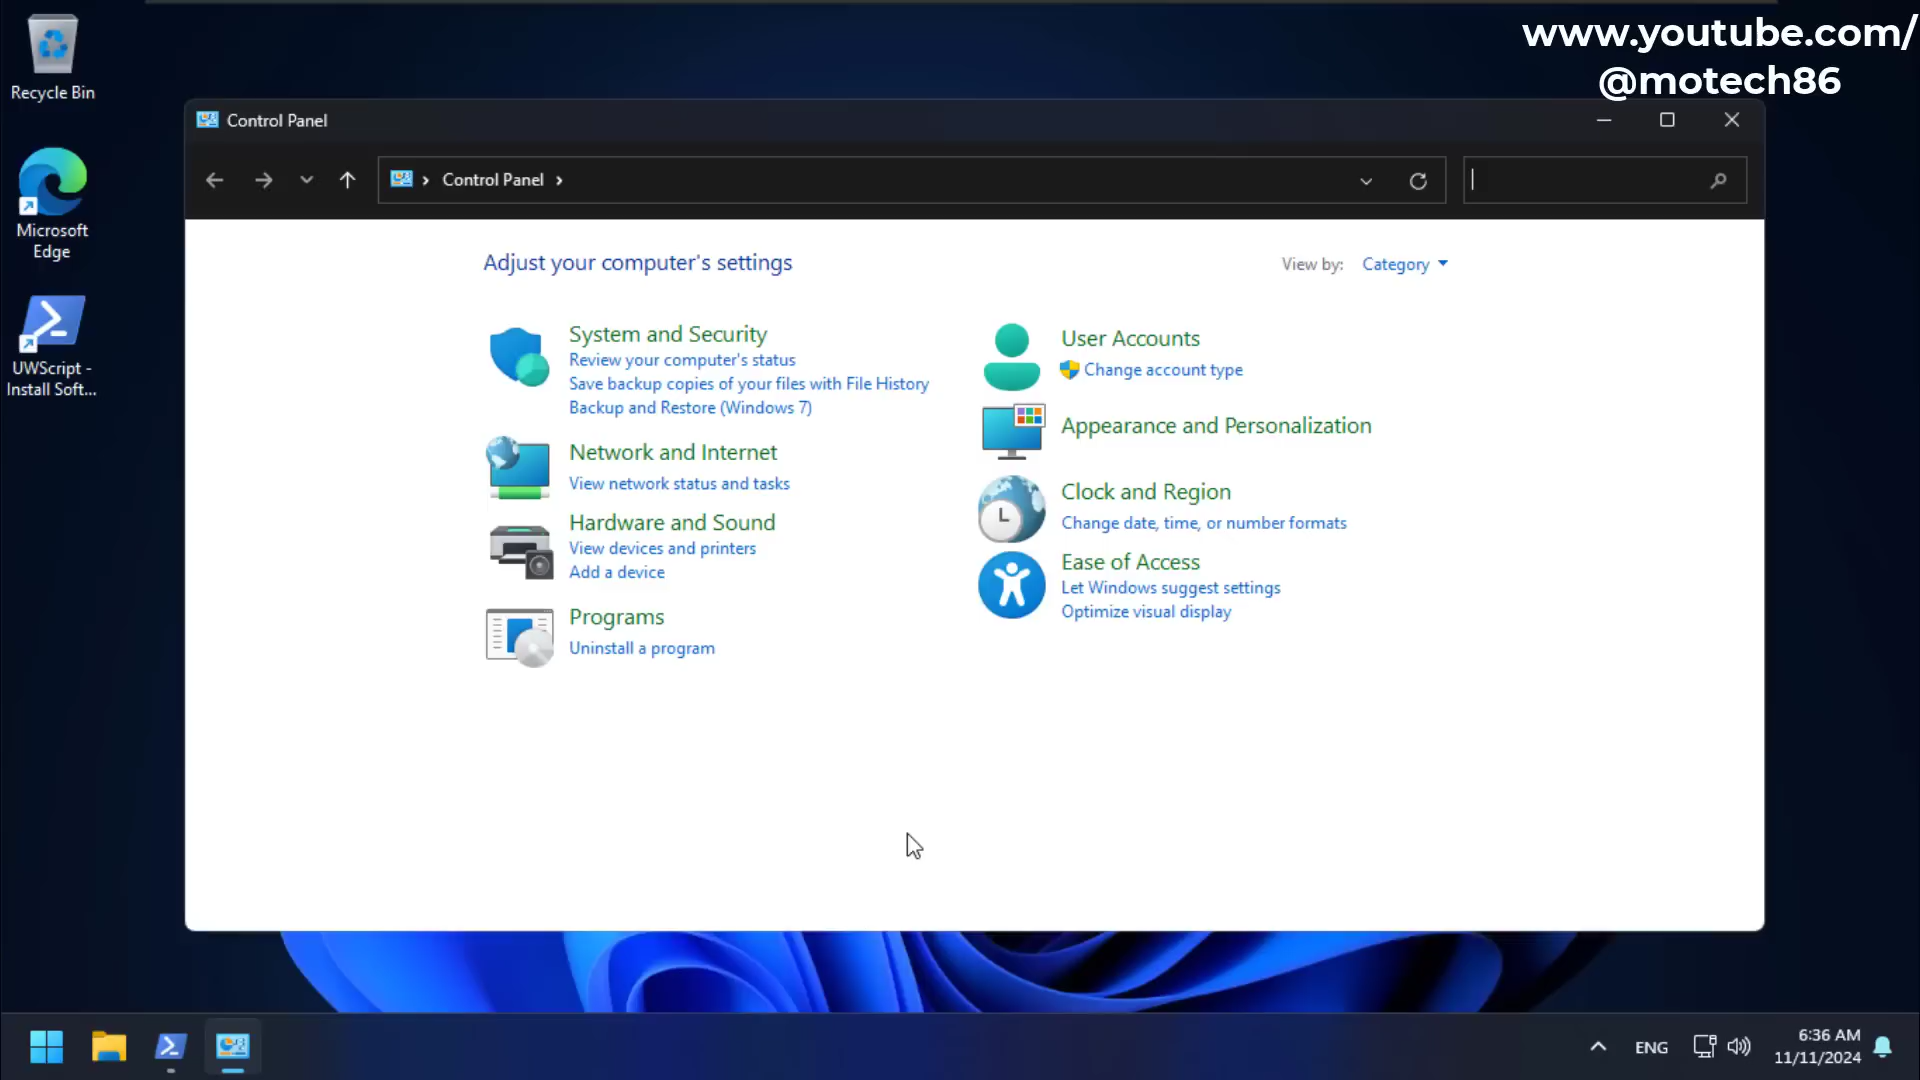 www.youtube.com/
@motech86
Recycle Bin
Microsoft
Edge
UWScript -
Install Soft...
Control Panel
Control Panel
Adjust your computer's settings
View by: Category
System and Security
Review your computer's status
Save backup copies of your files with File History
Backup and Restore (Windows 7)
Network and Internet
View network status and tasks
Hardware and Sound
View devices and printers
Add a device
Programs
Uninstall a program
User Accounts
Change account type
Appearance and Personalization
Clock and Region
Change date, time, or number formats
Ease of Access
Let Windows suggest settings
Optimize visual display
ENG
6:36 AM
11/11/2024